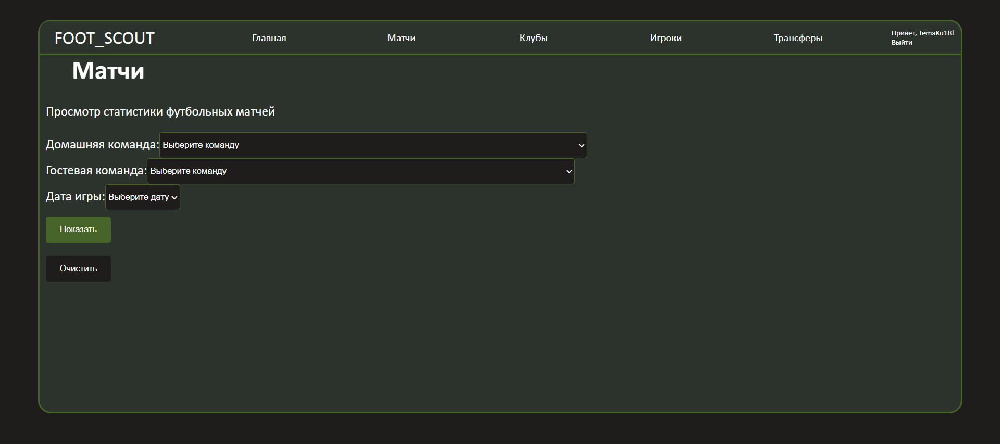 FOOT_SCOUT Главная Матчи Клубы Игроки Трансферы Привет, TemaKu18!
Выйти
Матчи
Просмотр статистики футбольных матчей
Домашняя команда: Выберите команду
Гостевая команда: Выберите команду
Дата игры: Выберите дату
Показать
Очистить